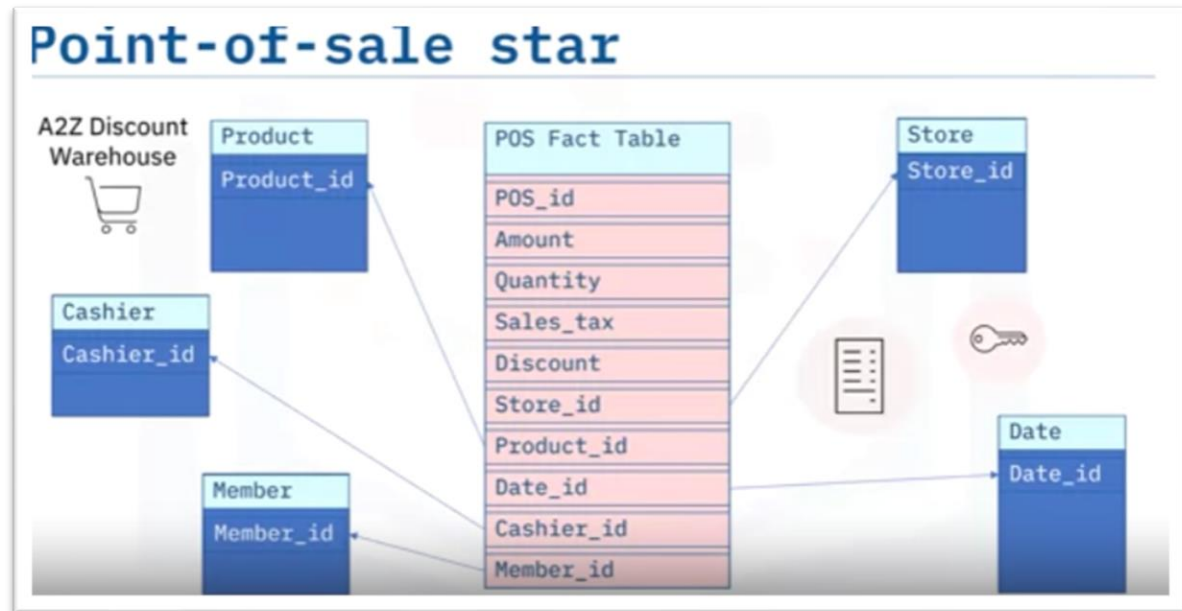 Point-of-sale star
A2Z Discount
Warehouse
Product
Product_id
Cashier
Cashier_id
Member
Member_id
POS Fact Table
POS_id
Amount
Quantity
Sales_tax
Discount
Store_id
Product_id
Date_id
Cashier_id
Member_id
Store
Store_id
Date
Date_id